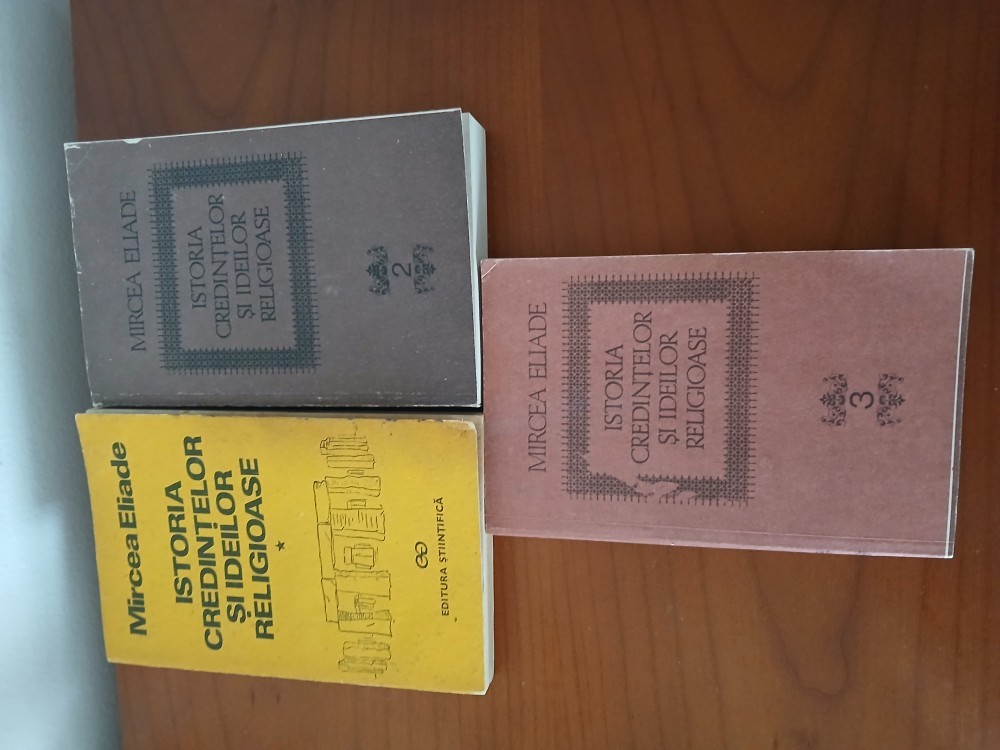 Mircea Eliade
ISTORIA
CREDINȚELOR
ȘI IDEILOR
RELIGIOASE
*
EDITURA ȘTIINȚIFICĂ
MIRCEA ELIADE
ISTORIA
CREDINȚELOR
ȘI IDEILOR
RELIGIOASE
2
MIRCEA ELIADE
ISTORIA
CREDINȚELOR
ȘI IDEILOR
RELIGIOASE
3